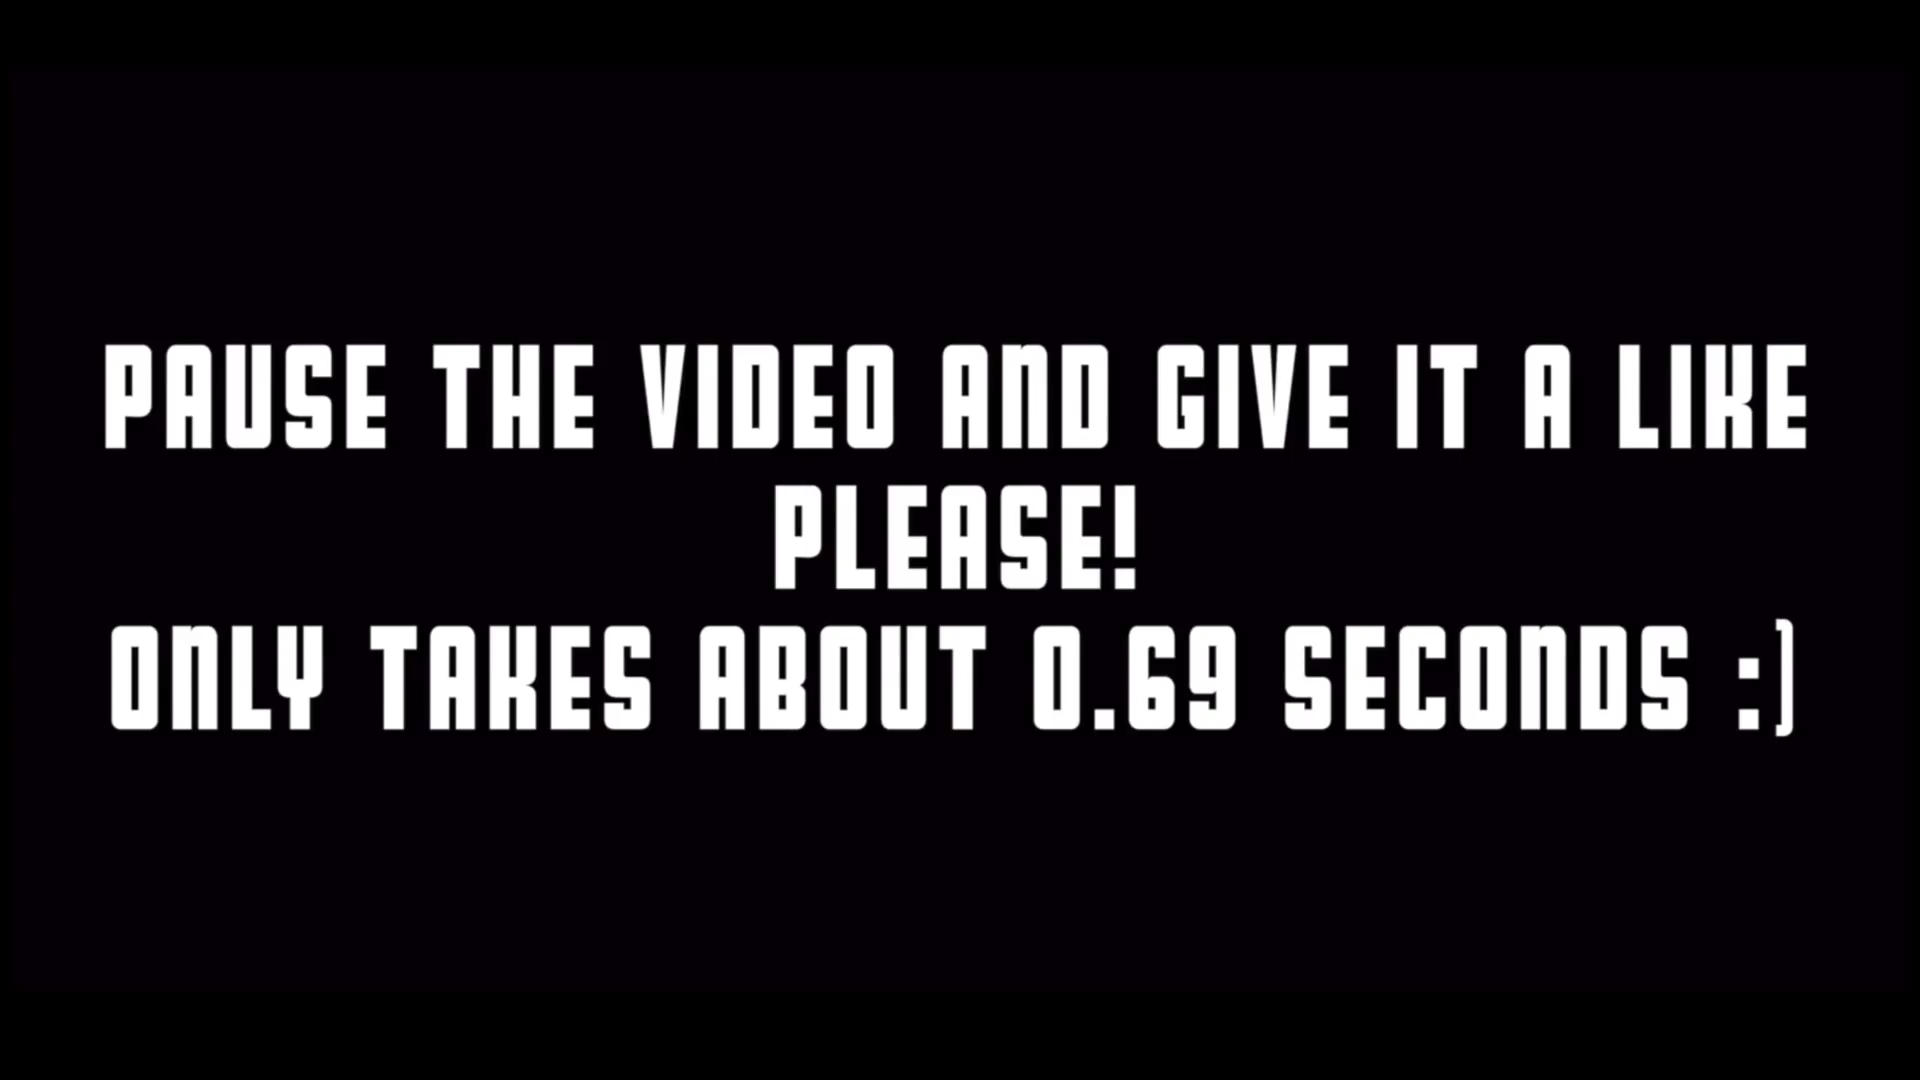 PAUSE THE VIDEO AND GIVE IT A LIKE
PLEASE!
ONLY TAKES ABOUT 0.69 SECONDS :)